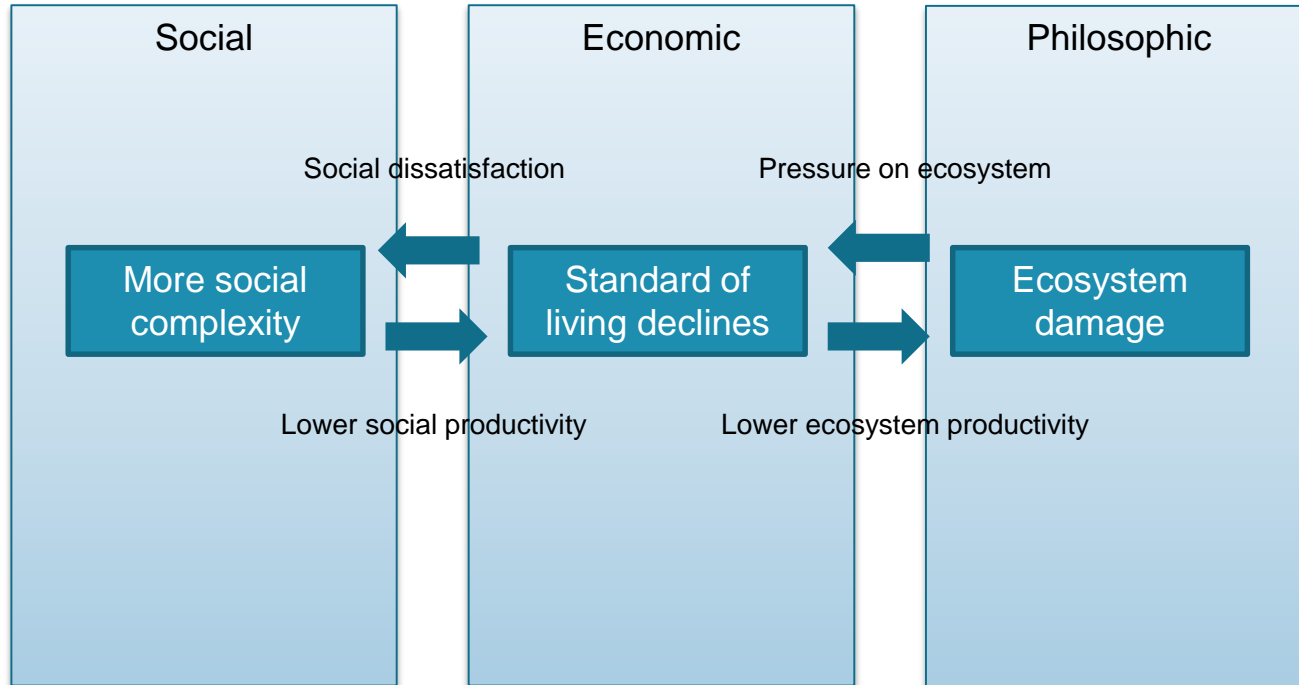 Social
Economic
Philosophic
Social dissatisfaction
Pressure on ecosystem
More social
complexity
Standard of
living declines
Ecosystem
damage
Lower social productivity
Lower ecosystem productivity